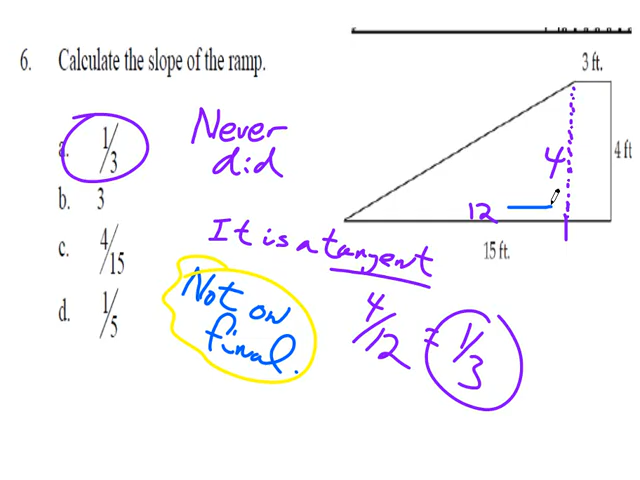 3 ft.
6. Calculate the slope of the ramp.
a. 1/3
Never
did
4
4 ft
b. 3
12
It is a tangent
c. 4/15
15 ft.
Not on
final.
4/12 = 1/3
d. 1/5